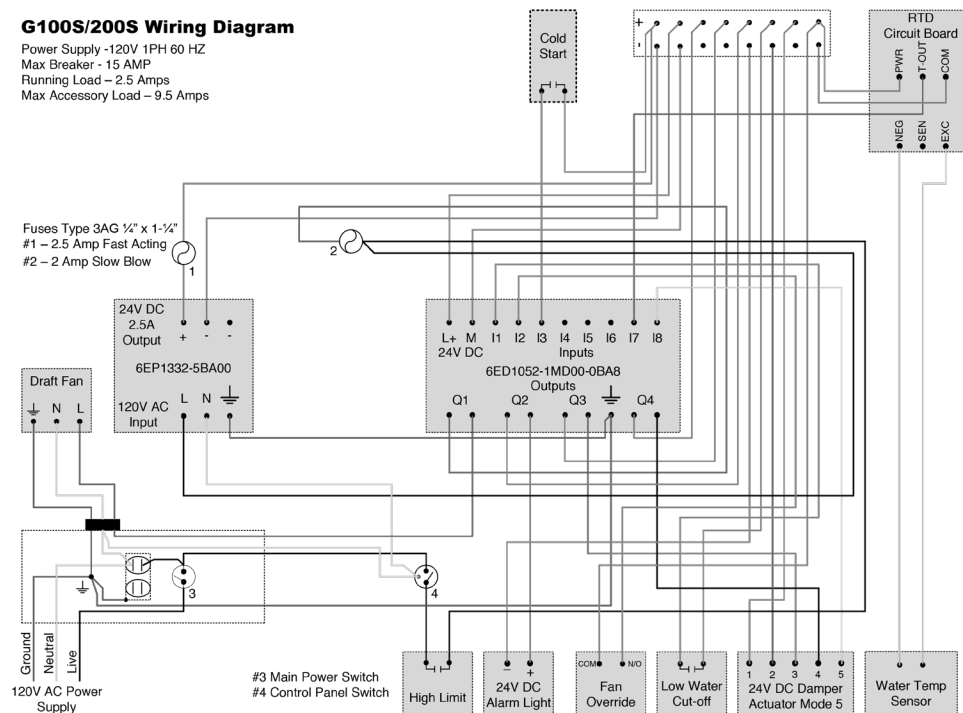 G100S/200S Wiring Diagram
Power Supply -120V 1PH 60 HZ
Max Breaker - 15 AMP
Running Load – 2.5 Amps
Max Accessory Load – 9.5 Amps
Cold
Start
+
-
RTD
Circuit Board
PWR
T-OUT
COM
NEG
SEN
EXC
Fuses Type 3AG ¼” x 1-¼”
#1 – 2.5 Amp Fast Acting
#2 – 2 Amp Slow Blow
1
2
24V DC
2.5A
Output
+ - -
6EP1332-5BA00
L N
120V AC
Input
L+ M I1 I2 I3 I4 I5 I6 I7 I8
24V DC Inputs
6ED1052-1MD00-0BA8
Outputs
Q1 Q2 Q3 Q4
Draft Fan
N L
3
4
Ground
Neutral
Live
120V AC Power
Supply
#3 Main Power Switch
#4 Control Panel Switch
High Limit
– +
24V DC
Alarm Light
COM N/O
Fan
Override
Low Water
Cut-off
1 2 3 4 5
24V DC Damper
Actuator Mode 5
Water Temp
Sensor